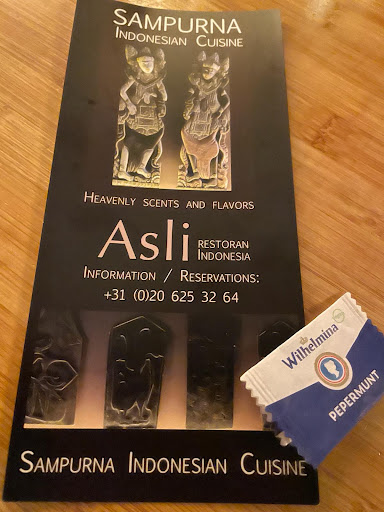 SAMPURNA
INDONESIAN CUISINE
HEAVENLY SCENTS AND FLAVORS
Asli RESTORAN
INDONESIA
INFORMATION / RESERVATIONS:
+31 (0)20 625 32 64
Wilhelmina
PEPERMUNT
SAMPURNA INDONESIAN CUISINE